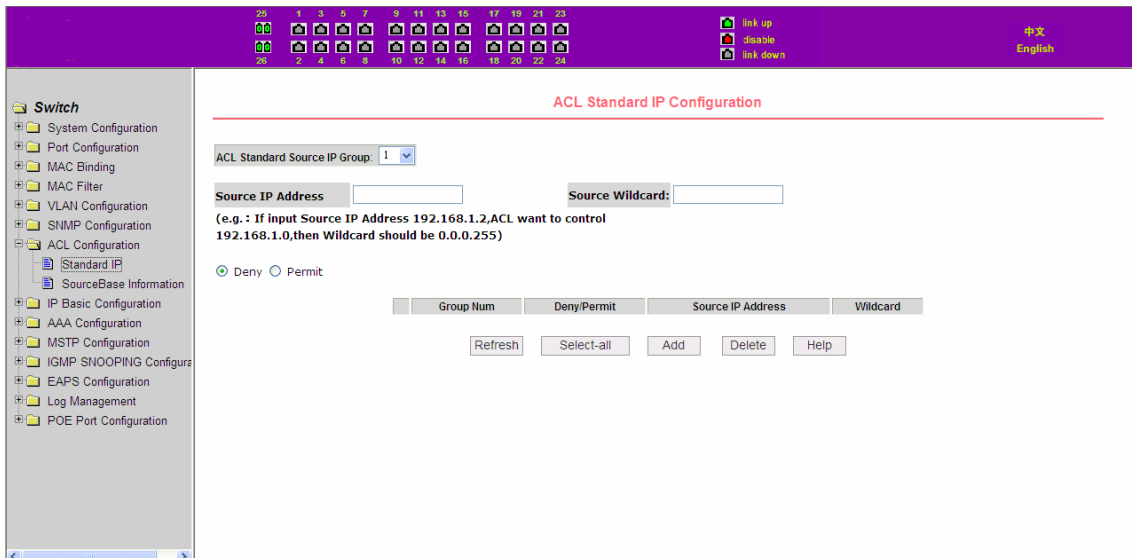 25 1 3 5 7 9 11 13 15 17 19 21 23
26 2 4 6 8 10 12 14 16 18 20 22 24
link up
disable
link down
中文
English
Switch
System Configuration
Port Configuration
MAC Binding
MAC Filter
VLAN Configuration
SNMP Configuration
ACL Configuration
Standard IP
SourceBase Information
IP Basic Configuration
AAA Configuration
MSTP Configuration
IGMP SNOOPING Configura
EAPS Configuration
Log Management
POE Port Configuration
ACL Standard IP Configuration
ACL Standard Source IP Group: 1
Source IP Address Source Wildcard:
(e.g.：If input Source IP Address 192.168.1.2,ACL want to control
192.168.1.0,then Wildcard should be 0.0.0.255)
Deny Permit
Group Num Deny/Permit Source IP Address Wildcard
Refresh Select-all Add Delete Help